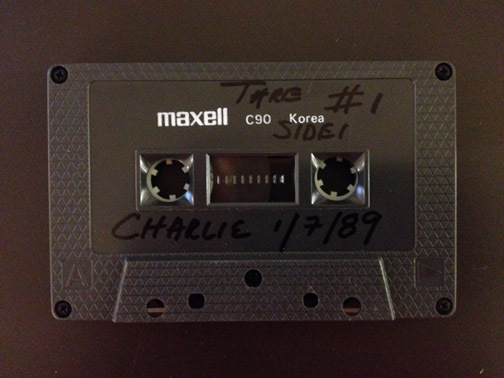 TAPE #1
maxell C90 Korea
SIDE 1
CHARLIE 1/7/89
A